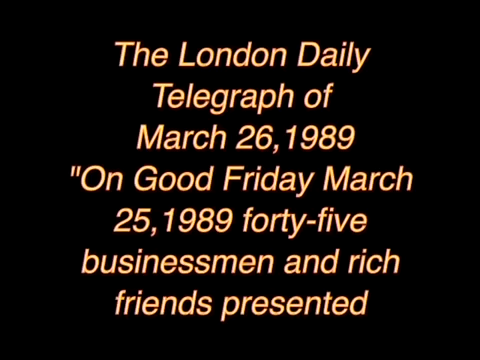 The London Daily
Telegraph of
March 26,1989
"On Good Friday March
25,1989 forty-five
businessmen and rich
friends presented